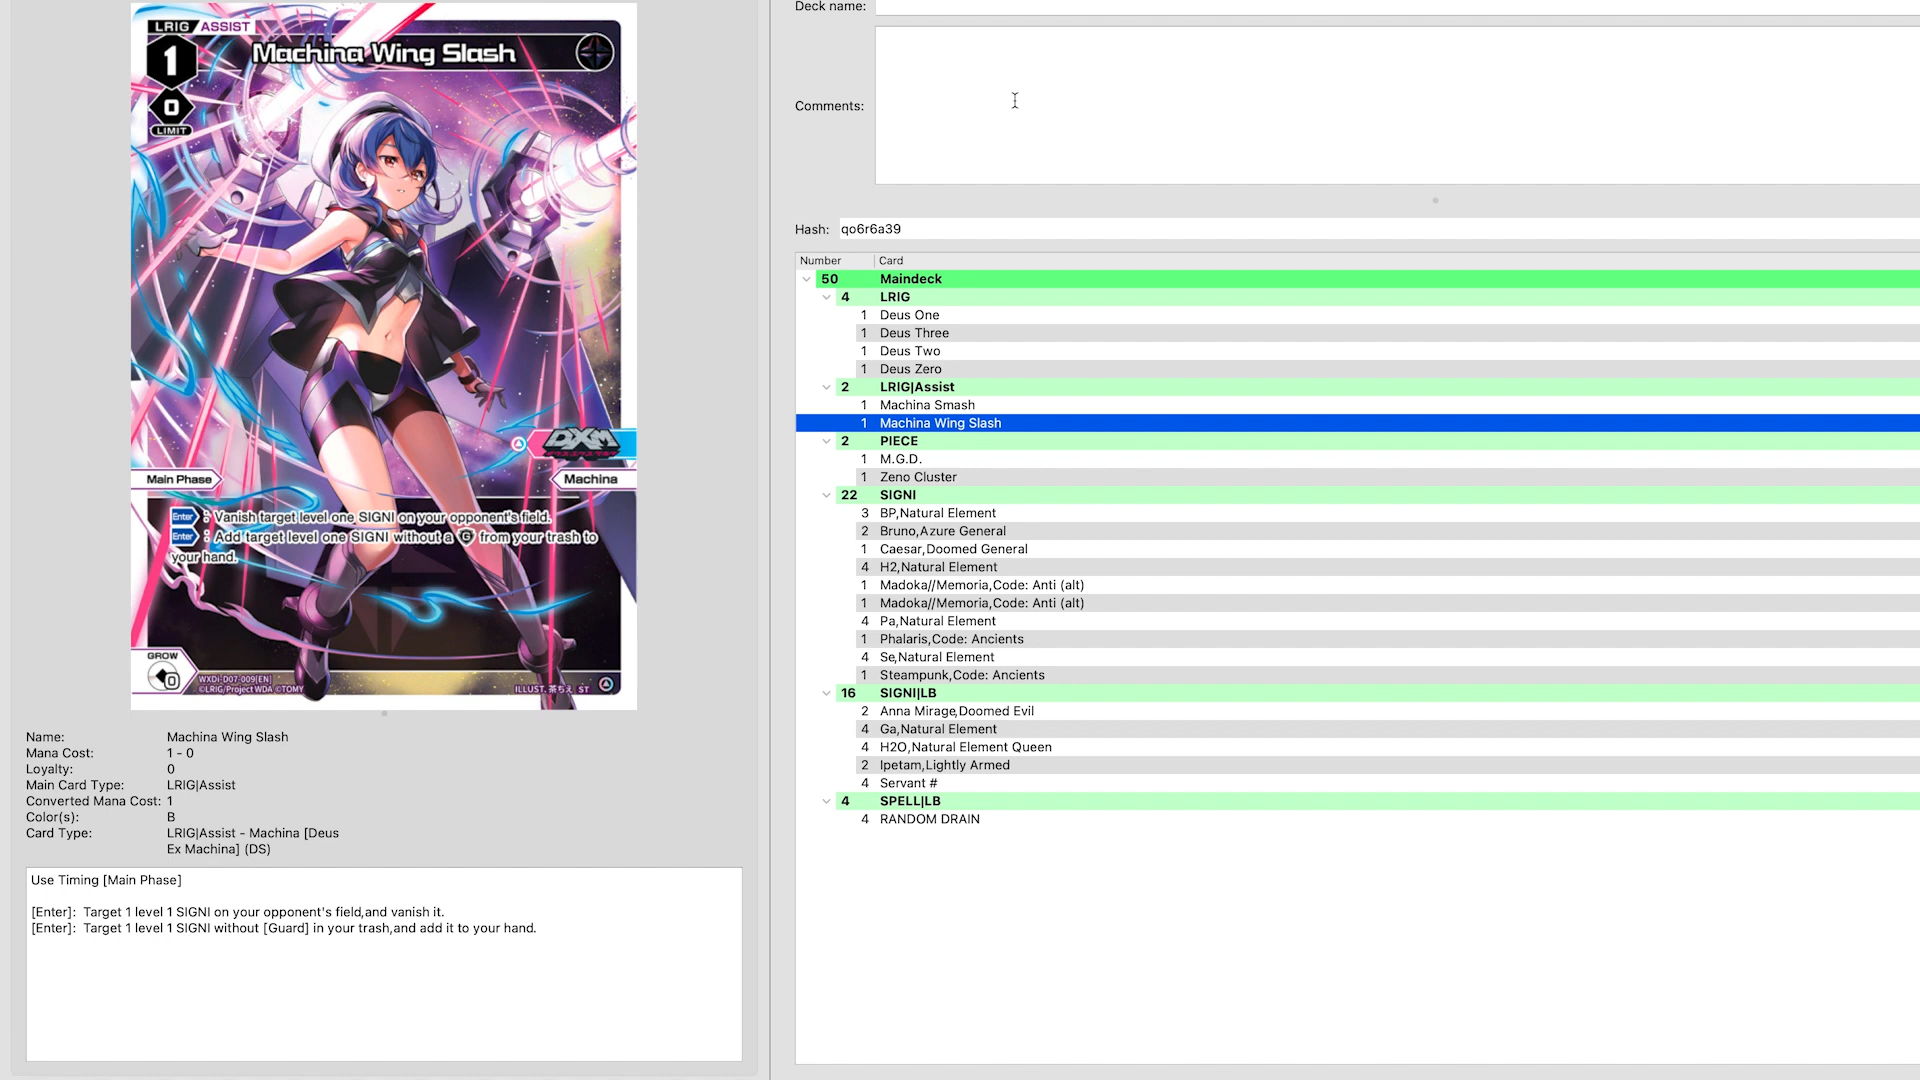 LRIG ASSIST
1
Machina Wing Slash
0
LIMIT
DXM
Main Phase
Machina
Enter : Vanish target level one SIGNI on your opponent's field.
Enter : Add target level one SIGNI without a G from your trash to
your hand.
GROW
0
WXDi-D07-009[EN]
©LRIG/Project WDA ©TOMY
ILLUST. 茶ちえ ST
Name: Machina Wing Slash
Mana Cost: 1 - 0
Loyalty: 0
Main Card Type: LRIG|Assist
Converted Mana Cost: 1
Color(s): B
Card Type: LRIG|Assist - Machina [Deus
Ex Machina] (DS)
Use Timing [Main Phase]
[Enter]: Target 1 level 1 SIGNI on your opponent's field,and vanish it.
[Enter]: Target 1 level 1 SIGNI without [Guard] in your trash,and add it to your hand.
Deck name:
Comments:
Hash: qo6r6a39
Number Card
50 Maindeck
4 LRIG
1 Deus One
1 Deus Three
1 Deus Two
1 Deus Zero
2 LRIG|Assist
1 Machina Smash
1 Machina Wing Slash
2 PIECE
1 M.G.D.
1 Zeno Cluster
22 SIGNI
3 BP,Natural Element
2 Bruno,Azure General
1 Caesar,Doomed General
4 H2,Natural Element
1 Madoka//Memoria,Code: Anti (alt)
1 Madoka//Memoria,Code: Anti (alt)
4 Pa,Natural Element
1 Phalaris,Code: Ancients
4 Se,Natural Element
1 Steampunk,Code: Ancients
16 SIGNI|LB
2 Anna Mirage,Doomed Evil
4 Ga,Natural Element
4 H2O,Natural Element Queen
2 Ipetam,Lightly Armed
4 Servant #
4 SPELL|LB
4 RANDOM DRAIN